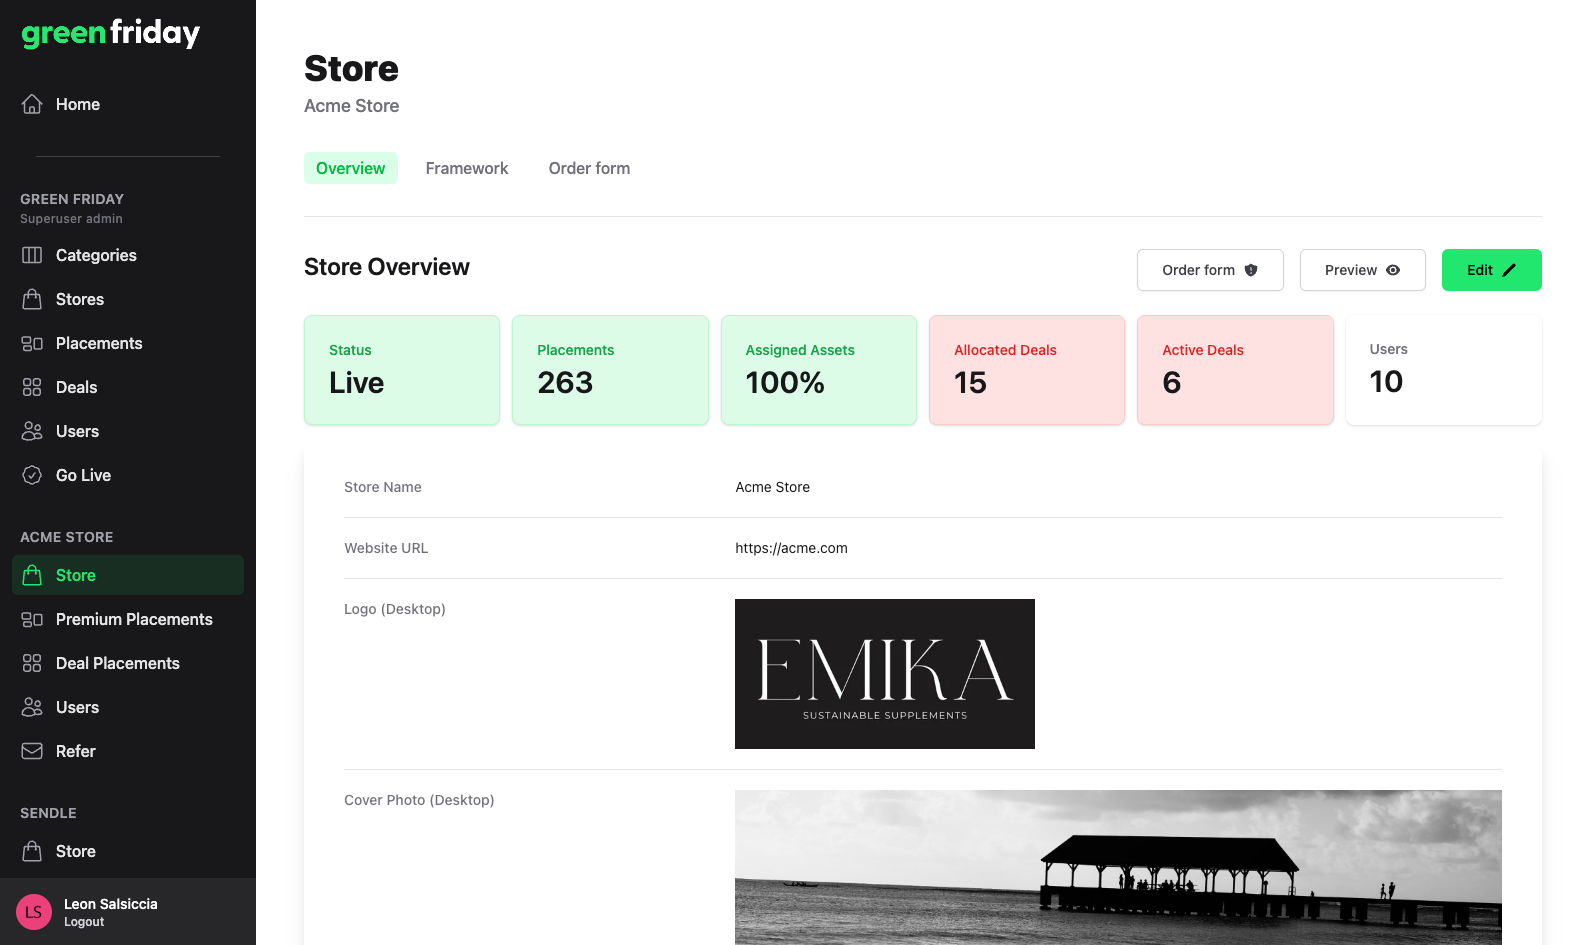 greenfriday
Home
GREEN FRIDAY
Superuser admin
Categories
Stores
Placements
Deals
Users
Go Live
ACME STORE
Store
Premium Placements
Deal Placements
Users
Refer
SENDLE
Store
LS
Leon Salsiccia
Logout
Store
Acme Store
Overview
Framework
Order form
Store Overview
Order form
Preview
Edit
Status
Live
Placements
263
Assigned Assets
100%
Allocated Deals
15
Active Deals
6
Users
10
Store Name
Acme Store
Website URL
https://acme.com
Logo (Desktop)
EMIKA
SUSTAINABLE SUPPLEMENTS
Cover Photo (Desktop)